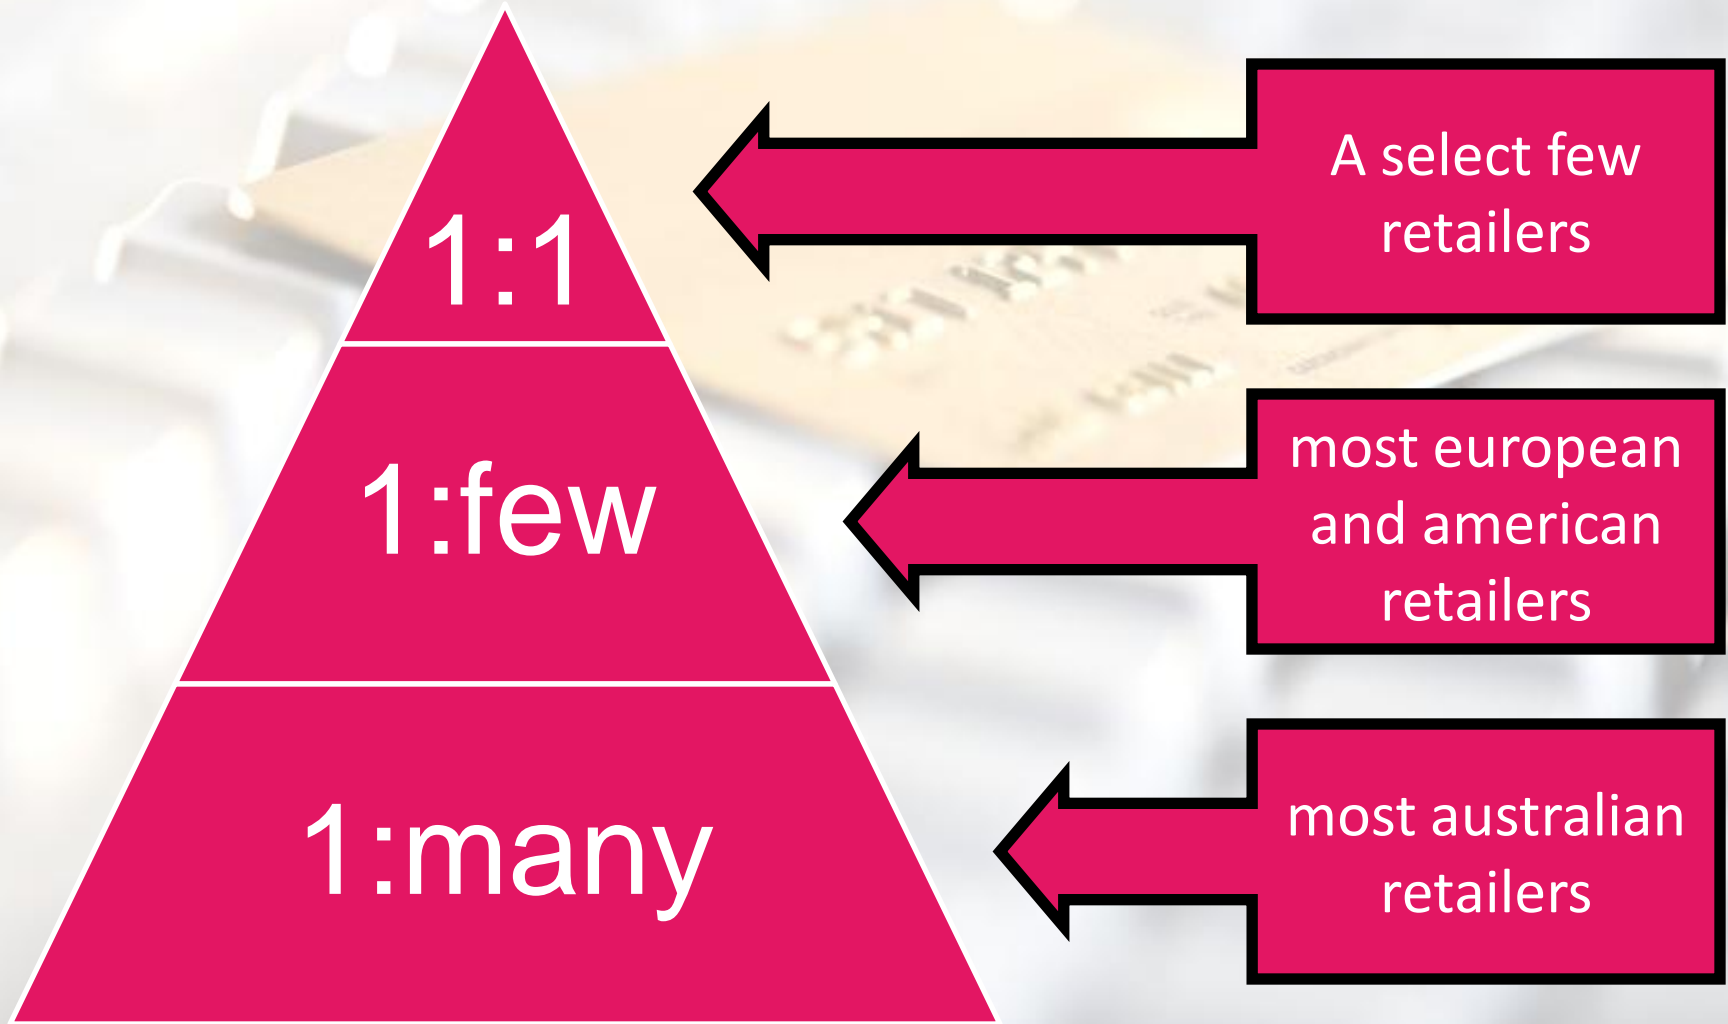 1:1
A select few
retailers
1:few
most european
and american
retailers
1:many
most australian
retailers